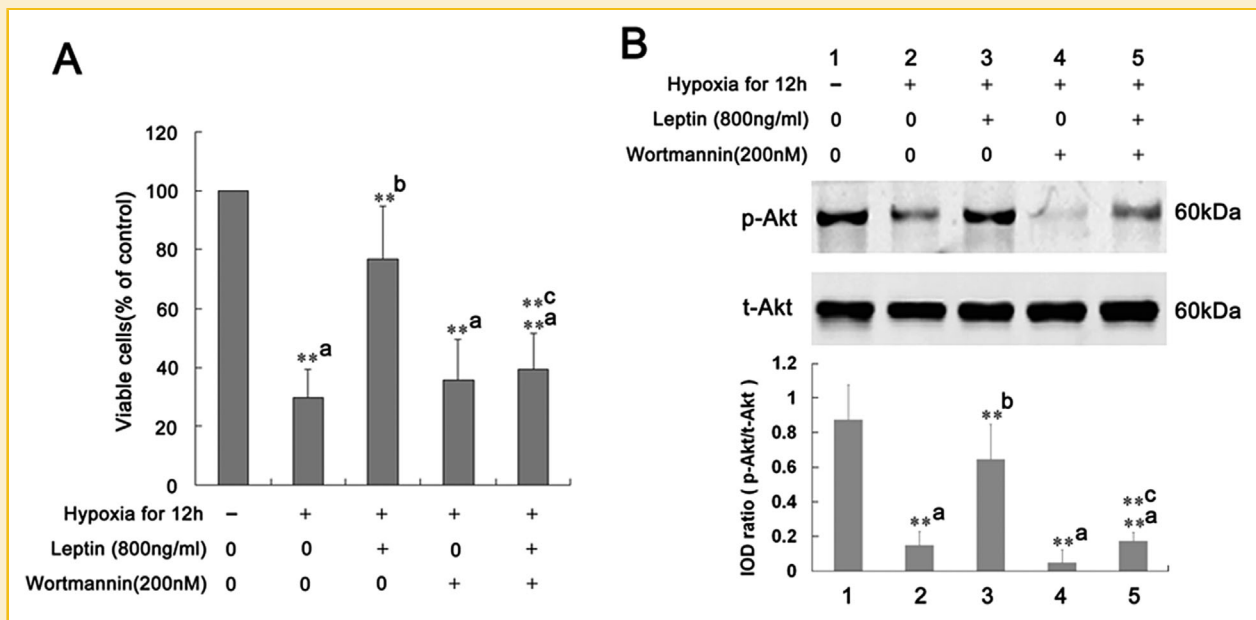 A
120
100
80
60
40
20
0
Viable cells(% of control)
**a
**b
**a
**c
**a
Hypoxia for 12h − + + + +
Leptin (800ng/ml) 0 0 + 0 +
Wortmannin(200nM) 0 0 0 + +
B
1 2 3 4 5
Hypoxia for 12h − + + + +
Leptin (800ng/ml) 0 0 + 0 +
Wortmannin(200nM) 0 0 0 + +
p-Akt 60kDa
t-Akt 60kDa
1.2
1
0.8
0.6
0.4
0.2
0
IOD ratio ( p-Akt/t-Akt )
**a
**b
**a
**c
**a
1 2 3 4 5